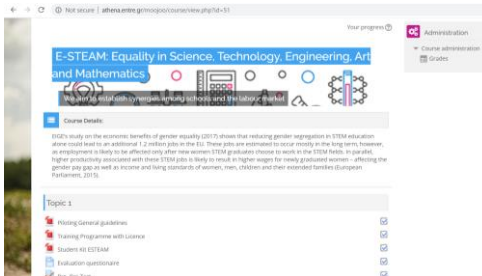 Not secure | athena.entre.gr/moojoo/course/view.php?id=51
Your progress
Administration
Course administration
Grades
E-STEAM: Equality in Science, Technology, Engineering, Art
and Mathematics
We aim to establish synergies among schools and the labour market
Course Details:
EIGE's study on the economic benefits of gender equality (2017) shows that reducing gender segregation in STEM education
alone could lead to an additional 1.2 million jobs in the EU. These jobs are estimated to occur mostly in the long term, however,
as employment is likely to be affected only after new women STEM graduates choose to work in the STEM fields. In parallel,
higher productivity associated with these STEM jobs is likely to result in higher wages for newly graduated women – affecting the
gender pay gap as well as income and living standards of women, men, children and their extended families (European
Parliament, 2015).
Topic 1
Piloting General guidelines
Training Programme with Licence
Student Kit ESTEAM
Evaluation questionaire